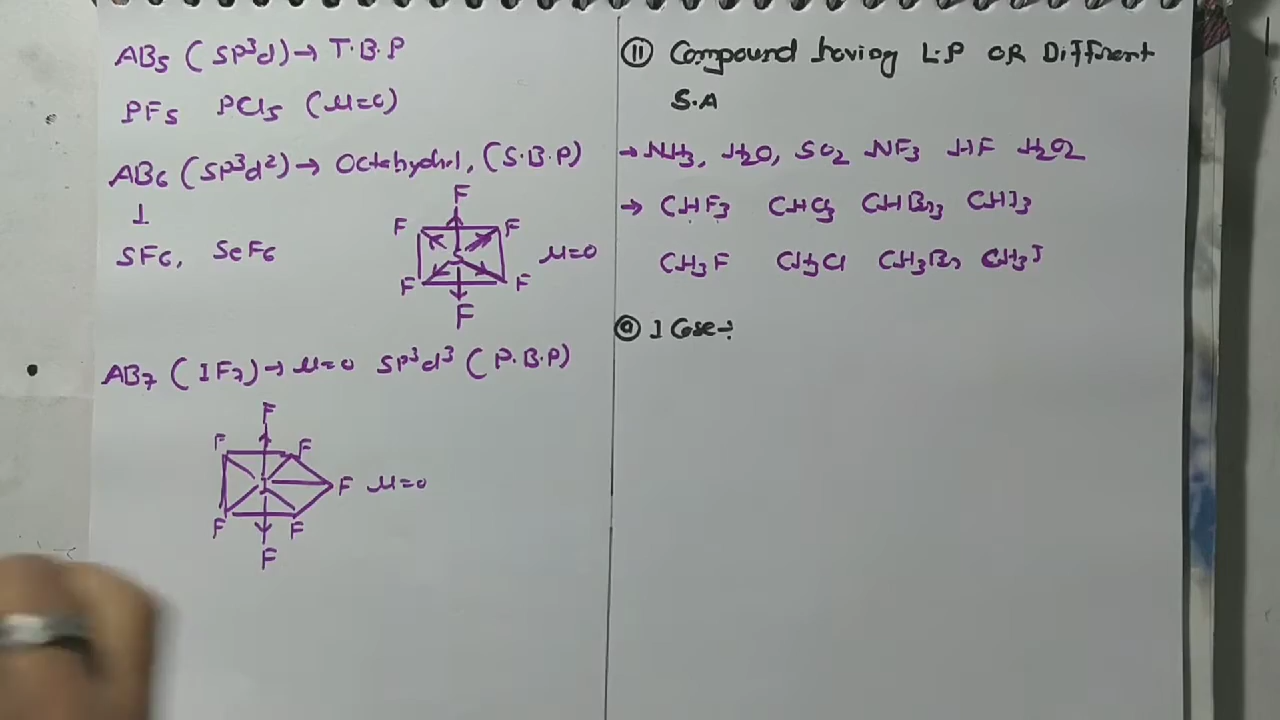 AB5 (SP³d)→ T.B.P
PF5 PCl5 (μ=0)
AB6 (SP³d²)→ Octahydrl, (S.B.P)
↓
SF6, SeF6
F
F F
S μ=0
F F
F
AB7 (IF7)→ μ=0 SP³d³ (P.B.P)
F
F F
I F μ=0
F F
F
(11) Compound having L.P OR Different
S.A
→ NH3, H2O, SO2 NF3 HF H2O2
→ CHF3 CHCl3 CHBr3 CHI3
CH3F CH3Cl CH3Br CH3I
(a) I Case→